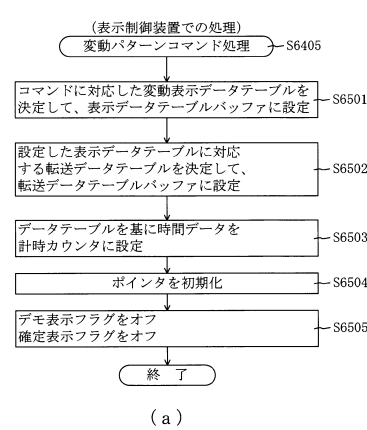 (表示制御装置での処理)
変動パターンコマンド処理
S6405
コマンドに対応した変動表示データテーブルを
決定して、表示データテーブルバッファに設定
S6501
設定した表示データテーブルに対応
する転送データテーブルを決定して、
転送データテーブルバッファに設定
S6502
データテーブルを基に時間データを
計時カウンタに設定
S6503
ポインタを初期化
S6504
デモ表示フラグをオフ
確定表示フラグをオフ
S6505
終 了
(a)